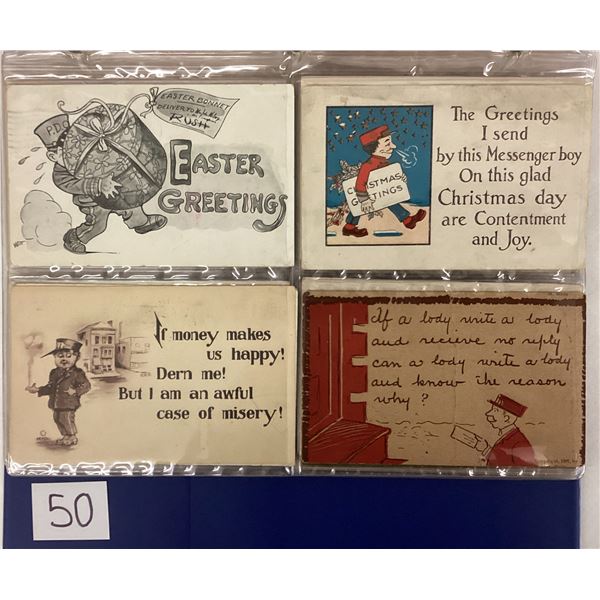 P.D.
EASTER BONNET
DELIVER TO
RUSH
EASTER
GREETINGS
CHRISTMAS
GREETINGS
The Greetings
I send
by this Messenger boy
On this glad
Christmas day
are Contentment
and Joy.
If money makes
us happy!
Dern me!
But I am an awful
case of misery!
If a body write a body
and recieve no reply
can a body write a body
and know the reason
why?
50